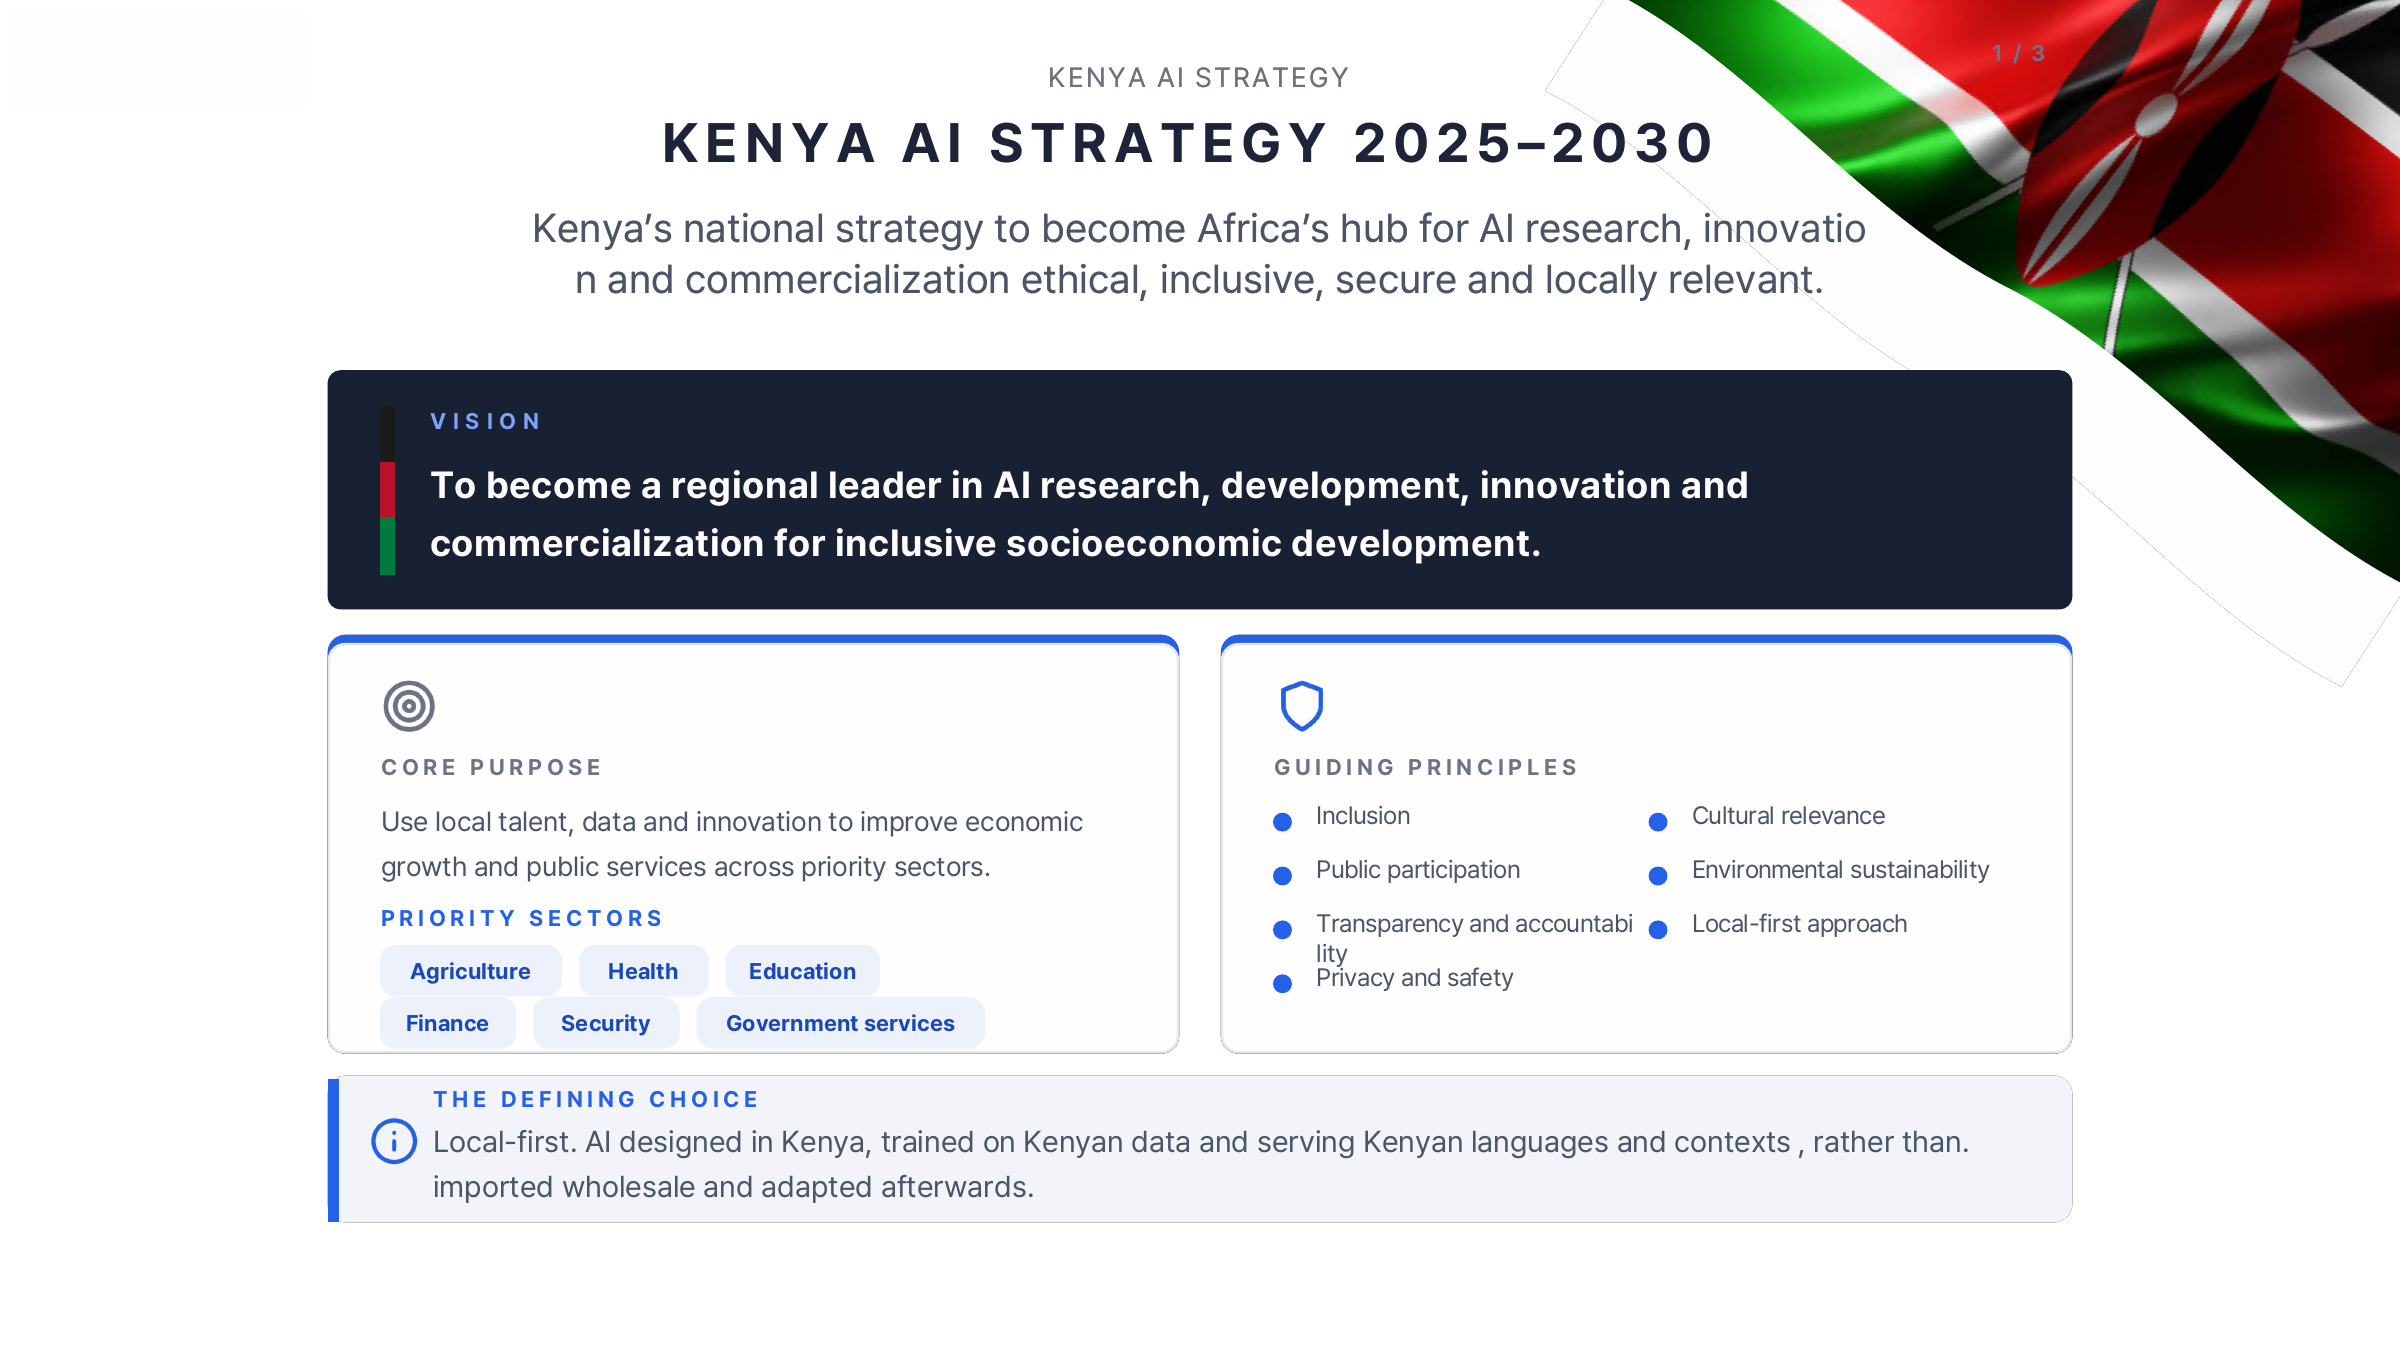 1 / 3
KENYA AI STRATEGY
KENYA AI STRATEGY 2025–2030
Kenya’s national strategy to become Africa’s hub for AI research, innovatio
n and commercialization ethical, inclusive, secure and locally relevant.
VISION
To become a regional leader in AI research, development, innovation and
commercialization for inclusive socioeconomic development.
CORE PURPOSE
Use local talent, data and innovation to improve economic
growth and public services across priority sectors.
PRIORITY SECTORS
Agriculture Health Education
Finance Security Government services
GUIDING PRINCIPLES
Inclusion
Public participation
Transparency and accountabi
lity
Privacy and safety
Cultural relevance
Environmental sustainability
Local-first approach
THE DEFINING CHOICE
Local-first. AI designed in Kenya, trained on Kenyan data and serving Kenyan languages and contexts , rather than.
imported wholesale and adapted afterwards.